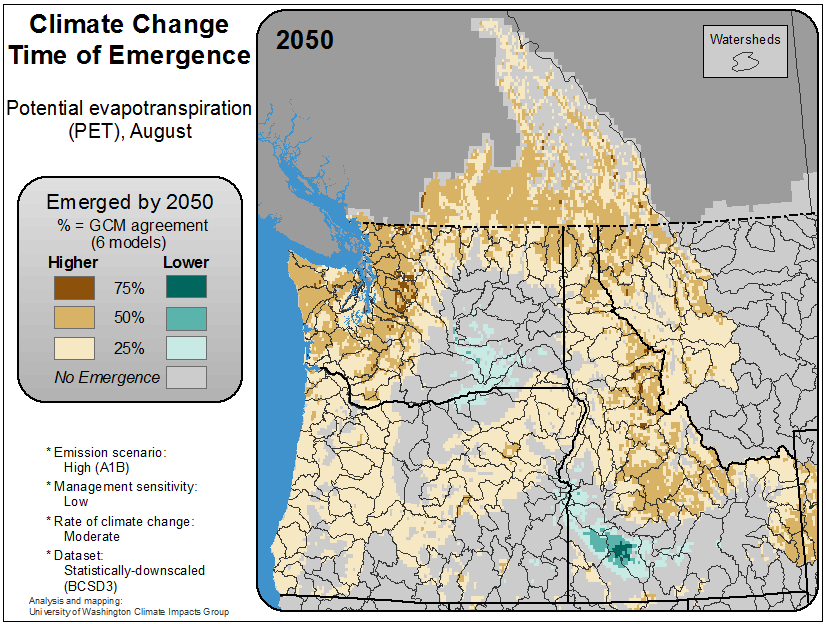 Climate Change
Time of Emergence
Potential evapotranspiration
(PET), August
Emerged by 2050
% = GCM agreement
(6 models)
Higher Lower
75%
50%
25%
No Emergence
* Emission scenario:
High (A1B)
* Management sensitivity:
Low
* Rate of climate change:
Moderate
* Dataset:
Statistically-downscaled
(BCSD3)
Analysis and mapping:
University of Washington Climate Impacts Group
2050
Watersheds